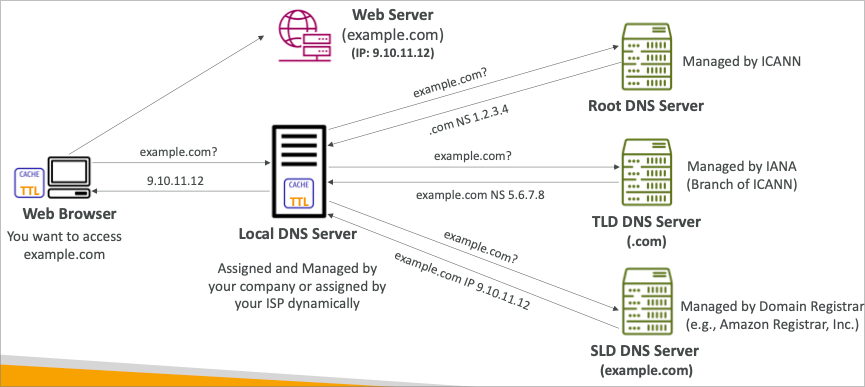 Web Server
(example.com)
(IP: 9.10.11.12)
example.com?
.com NS 1.2.3.4
Managed by ICANN
Root DNS Server
example.com?
9.10.11.12
CACHE
TTL
Web Browser
You want to access
example.com
CACHE
TTL
Local DNS Server
Assigned and Managed by
your company or assigned by
your ISP dynamically
example.com?
example.com NS 5.6.7.8
Managed by IANA
(Branch of ICANN)
TLD DNS Server
(.com)
example.com?
example.com IP 9.10.11.12
Managed by Domain Registrar
(e.g., Amazon Registrar, Inc.)
SLD DNS Server
(example.com)